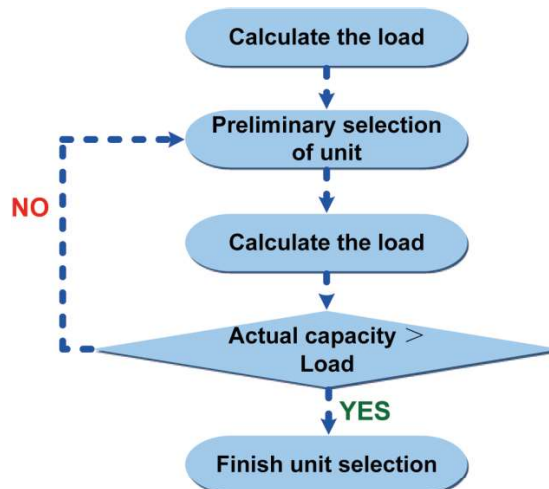 Calculate the load
Preliminary selection
of unit
NO
Calculate the load
Actual capacity ＞
Load
YES
Finish unit selection